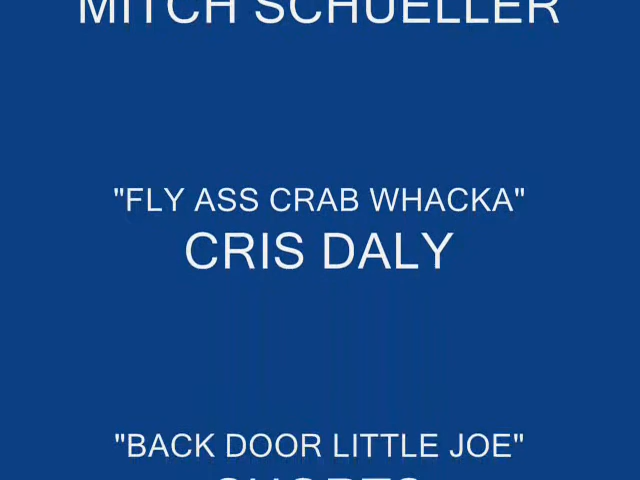 MITCH SCHUELLER
"FLY ASS CRAB WHACKA"
CRIS DALY
"BACK DOOR LITTLE JOE"